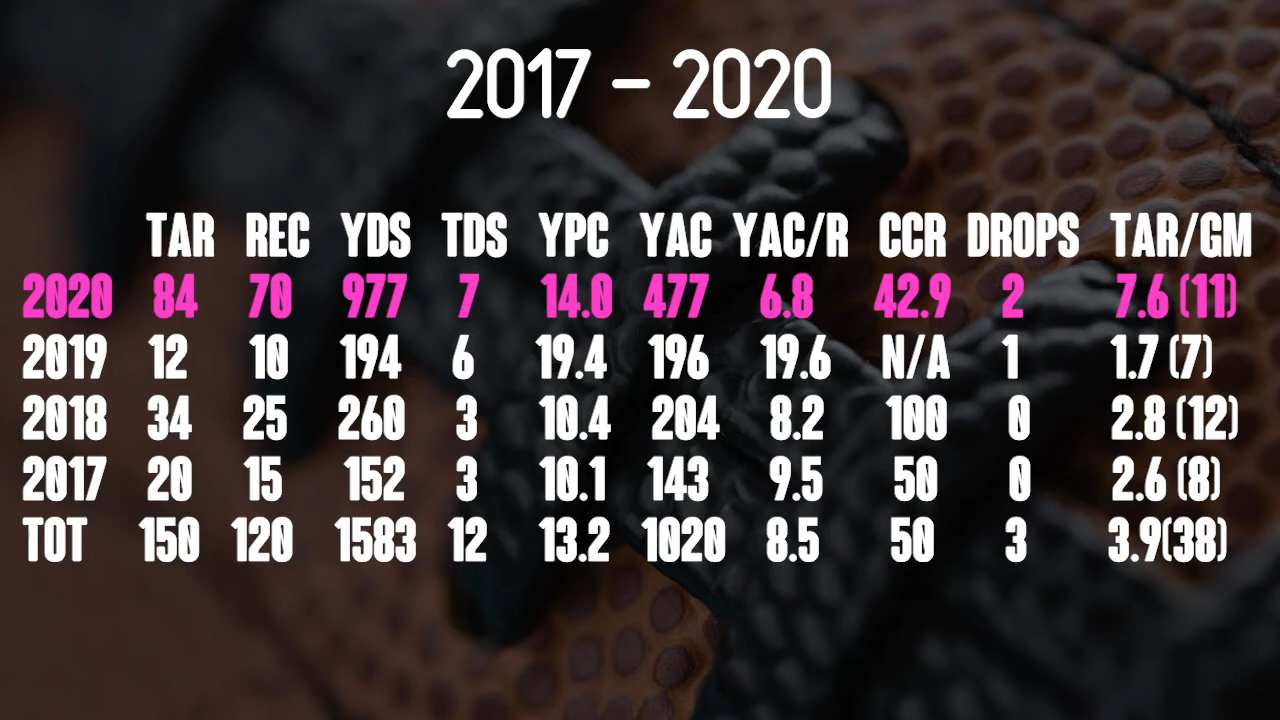 2017 - 2020
TAR REC YDS TDS YPC YAC YAC/R CCR DROPS TAR/GM
2020 84 70 977 7 14.0 477 6.8 42.9 2 7.6 (11)
2019 12 10 194 6 19.4 196 19.6 N/A 1 1.7 (7)
2018 34 25 260 3 10.4 204 8.2 100 0 2.8 (12)
2017 20 15 152 3 10.1 143 9.5 50 0 2.6 (8)
TOT 150 120 1583 12 13.2 1020 8.5 50 3 3.9(38)